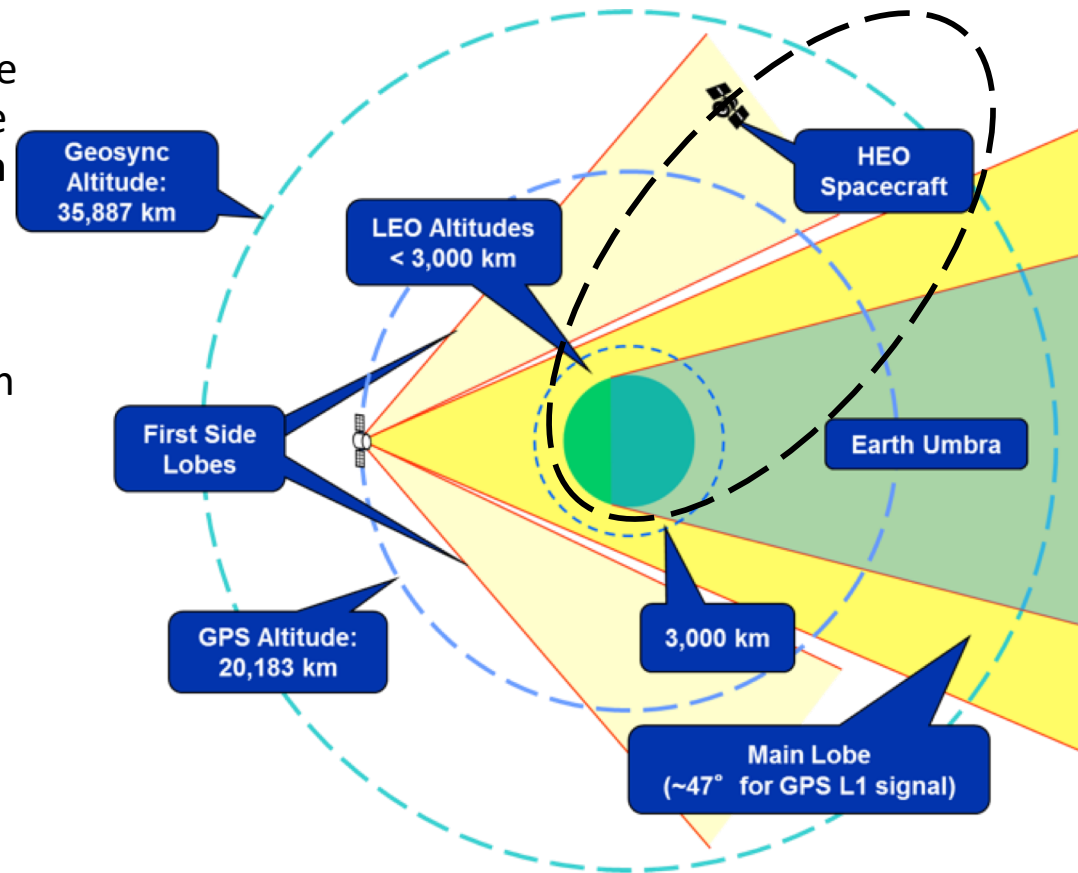 e
e
n
n
Geosync
Altitude:
35,887 km
HEO
Spacecraft
LEO Altitudes
< 3,000 km
First Side
Lobes
Earth Umbra
GPS Altitude:
20,183 km
3,000 km
Main Lobe
(~47° for GPS L1 signal)